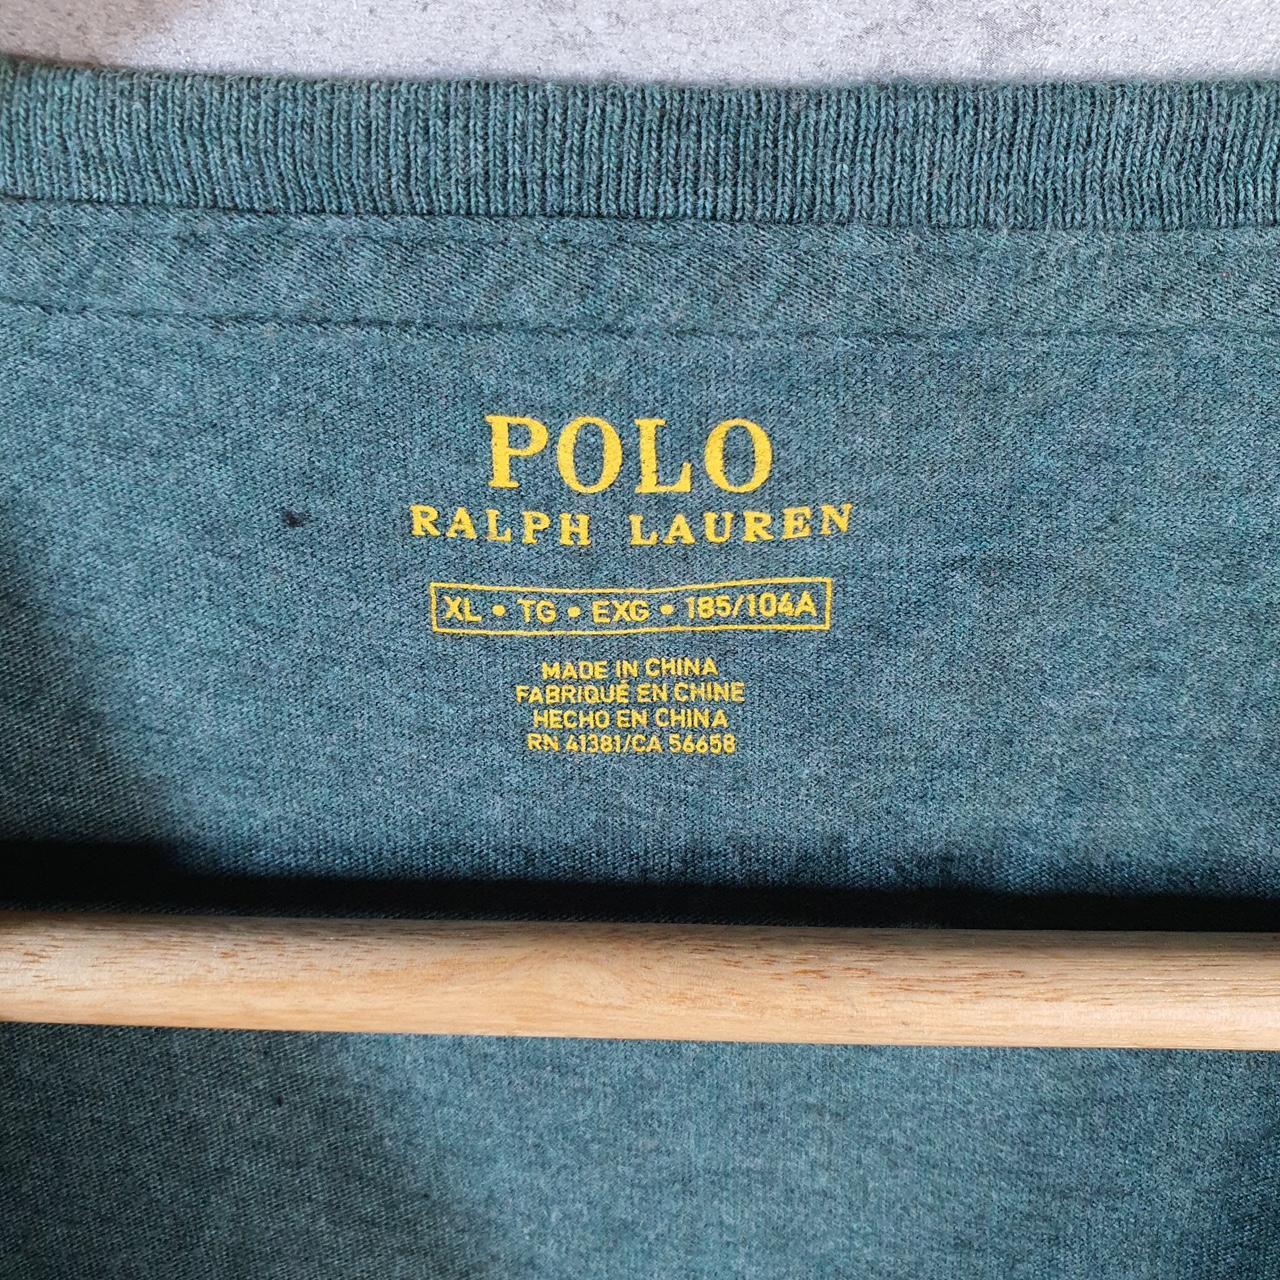 POLO
RALPH LAUREN
XL • TG • EXG • 185/104A
MADE IN CHINA
FABRIQUÉ EN CHINE
HECHO EN CHINA
RN 41381/CA 56658